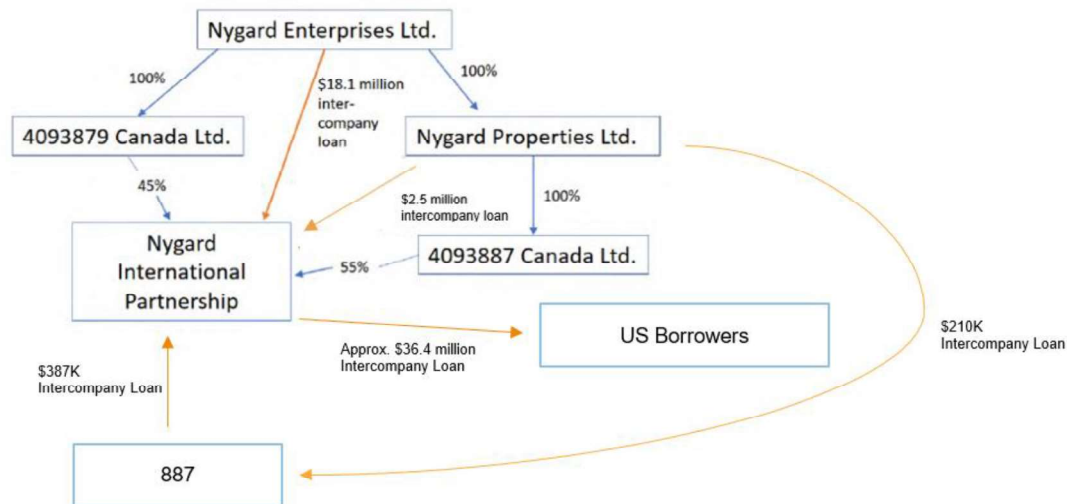 Nygard Enterprises Ltd.
100%
$18.1 million
inter-
company
loan
100%
4093879 Canada Ltd.
Nygard Properties Ltd.
45%
$2.5 million
intercompany loan
100%
Nygard
International
Partnership
55%
4093887 Canada Ltd.
US Borrowers
$210K
Intercompany Loan
Approx. $36.4 million
Intercompany Loan
$387K
Intercompany Loan
887